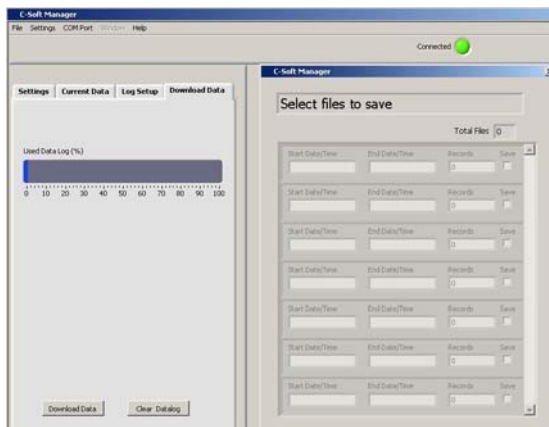 C-Soft Manager
File Settings COM Port Window Help
Connected
Settings Current Data Log Setup Download Data
Used Data Log (%)
0 10 20 30 40 50 60 70 80 90 100
Download Data Clear Datalog
C-Soft Manager
Select files to save
Total Files 0
Start Date/Time End Date/Time Records Save
0
Start Date/Time End Date/Time Records Save
0
Start Date/Time End Date/Time Records Save
0
Start Date/Time End Date/Time Records Save
0
Start Date/Time End Date/Time Records Save
0
Start Date/Time End Date/Time Records Save
0
Start Date/Time End Date/Time Records Save
0